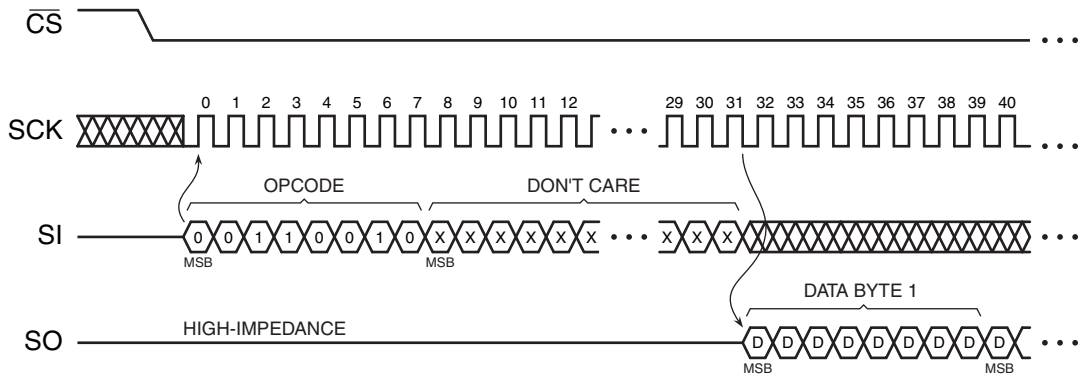 CS
0 1 2 3 4 5 6 7 8 9 10 11 12 29 30 31 32 33 34 35 36 37 38 39 40
SCK
OPCODE DON'T CARE
SI 0 0 1 1 0 0 1 0 X X X X X X X X X
MSB MSB
DATA BYTE 1
HIGH-IMPEDANCE
SO D D D D D D D D D
MSB MSB